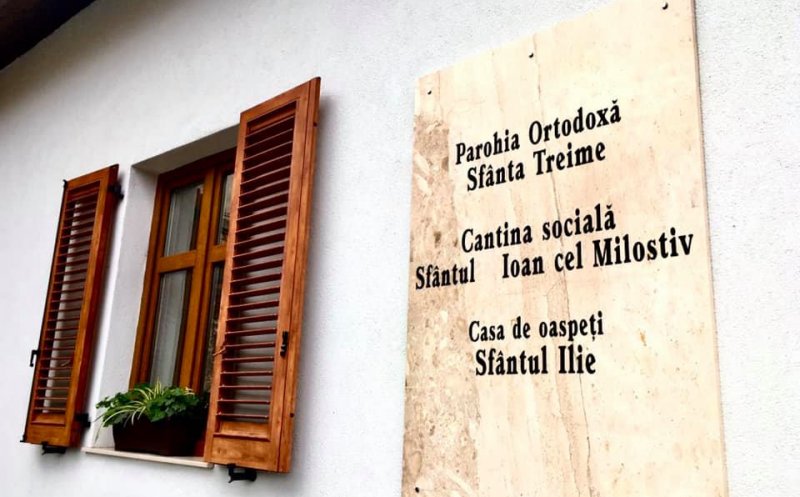 Parohia Ortodoxă
Sfânta Treime
Cantina socială
Sfântul Ioan cel Milostiv
Casa de oaspeți
Sfântul Ilie